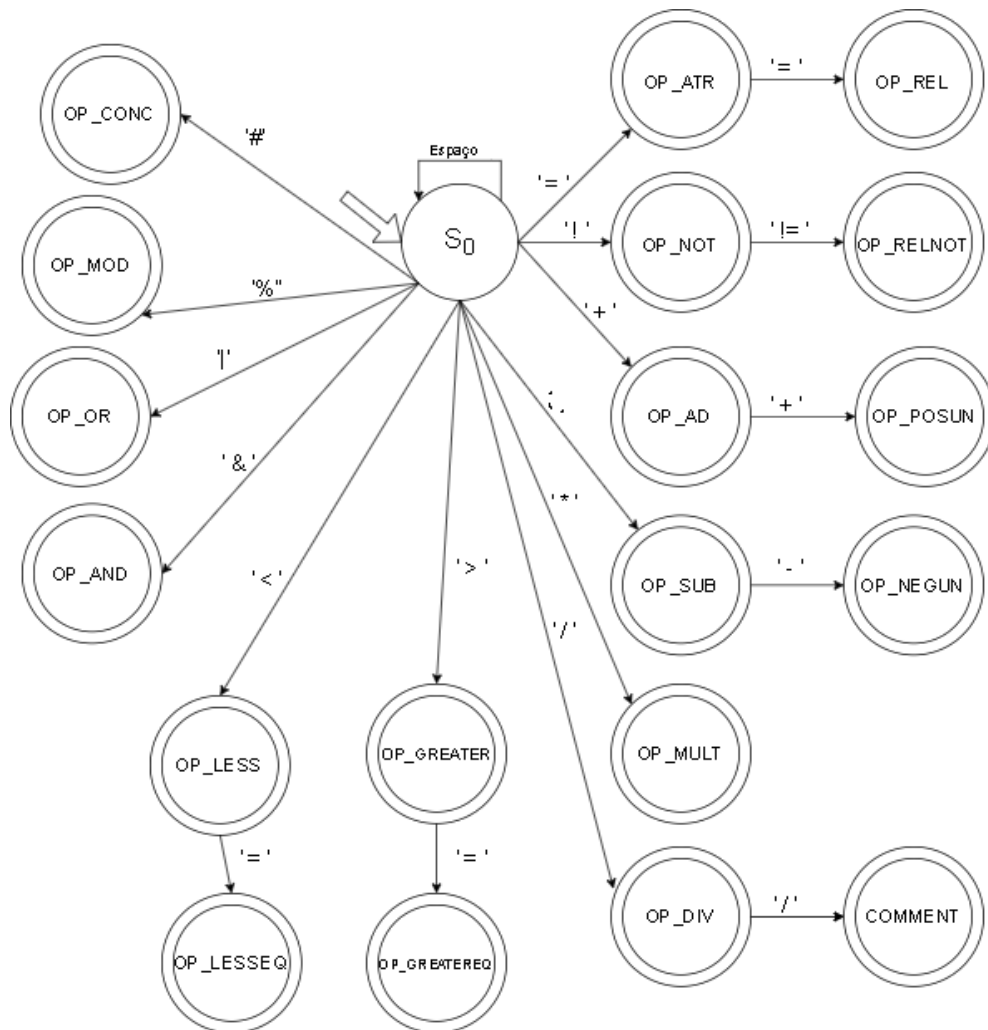 OP_ATR
'='
OP_REL
OP_CONC
'#'
Espaço
'='
S0
'!'
OP_NOT
'!='
OP_RELNOT
OP_MOD
'%''
'+'
'|'
OP_OR
OP_AD
'+'
OP_POSUN
'&'
OP_AND
'<'
'>'
'*'
OP_SUB
'-'
OP_NEGUN
'/'
OP_LESS
OP_GREATER
OP_MULT
'='
'='
OP_DIV
'/'
COMMENT
OP_LESSEQ
OP_GREATEREQ